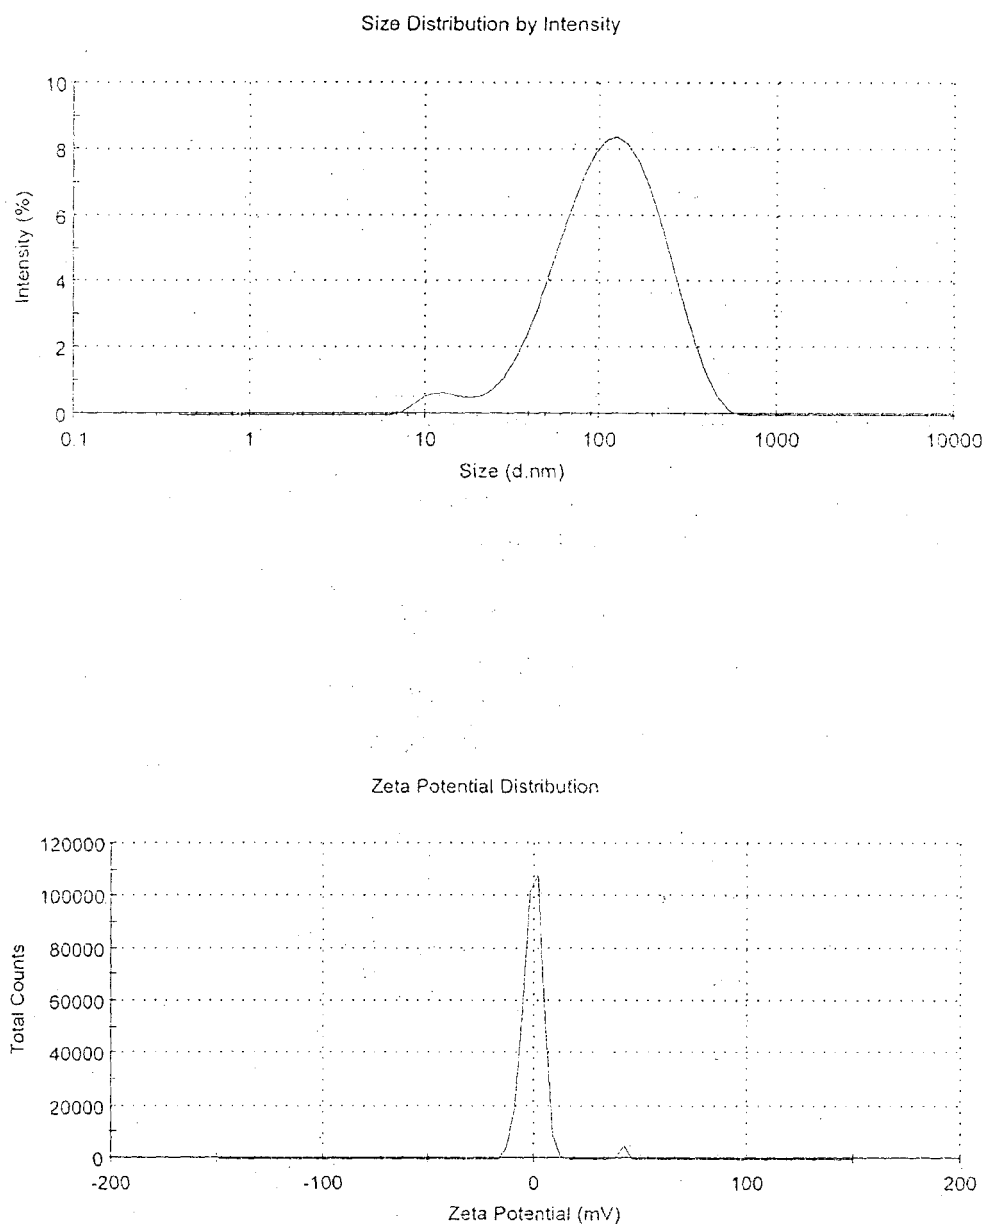 Size Distribution by Intensity
10
8
6
4
2
0
Intensity (%)
0.1 1 10 100 1000 10000
Size (d.nm)
Zeta Potential Distribution
120000
100000
80000
60000
40000
20000
0
Total Counts
-200 -100 0 100 200
Zeta Potential (mV)